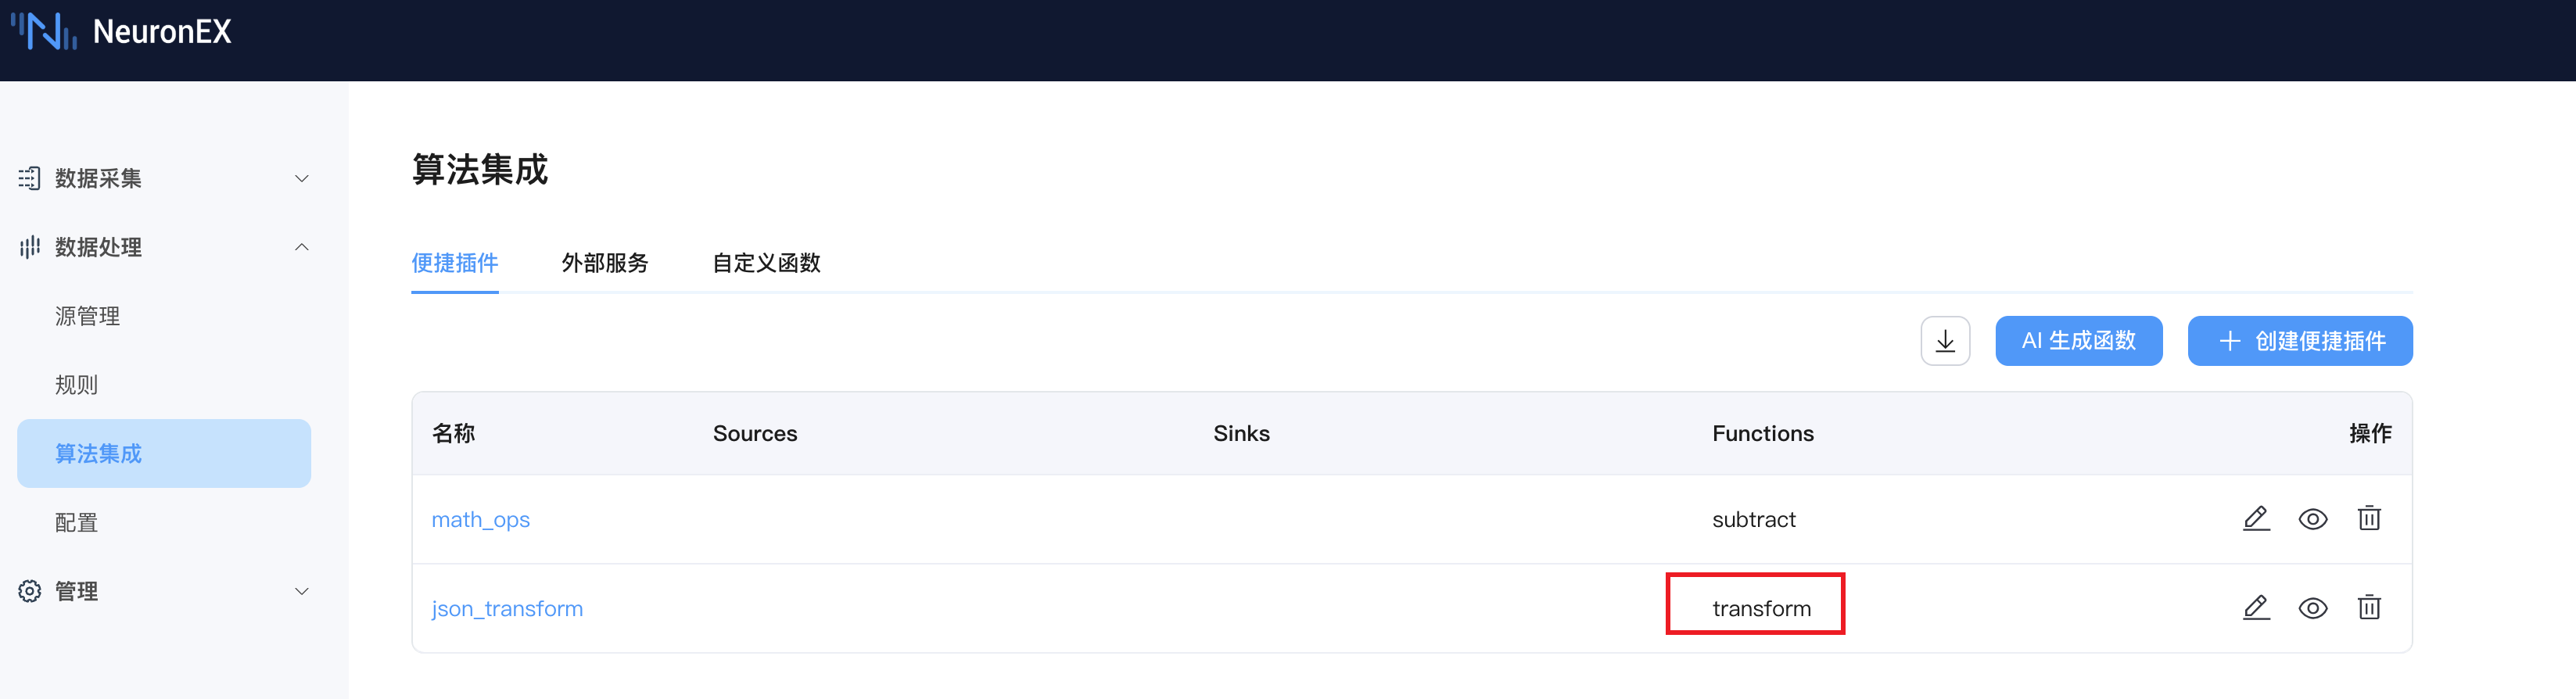 NeuronEX
数据采集
数据处理
源管理
规则
算法集成
配置
管理
算法集成
便捷插件 外部服务 自定义函数
AI 生成函数 创建便捷插件
名称 Sources Sinks Functions 操作
math_ops subtract
json_transform transform